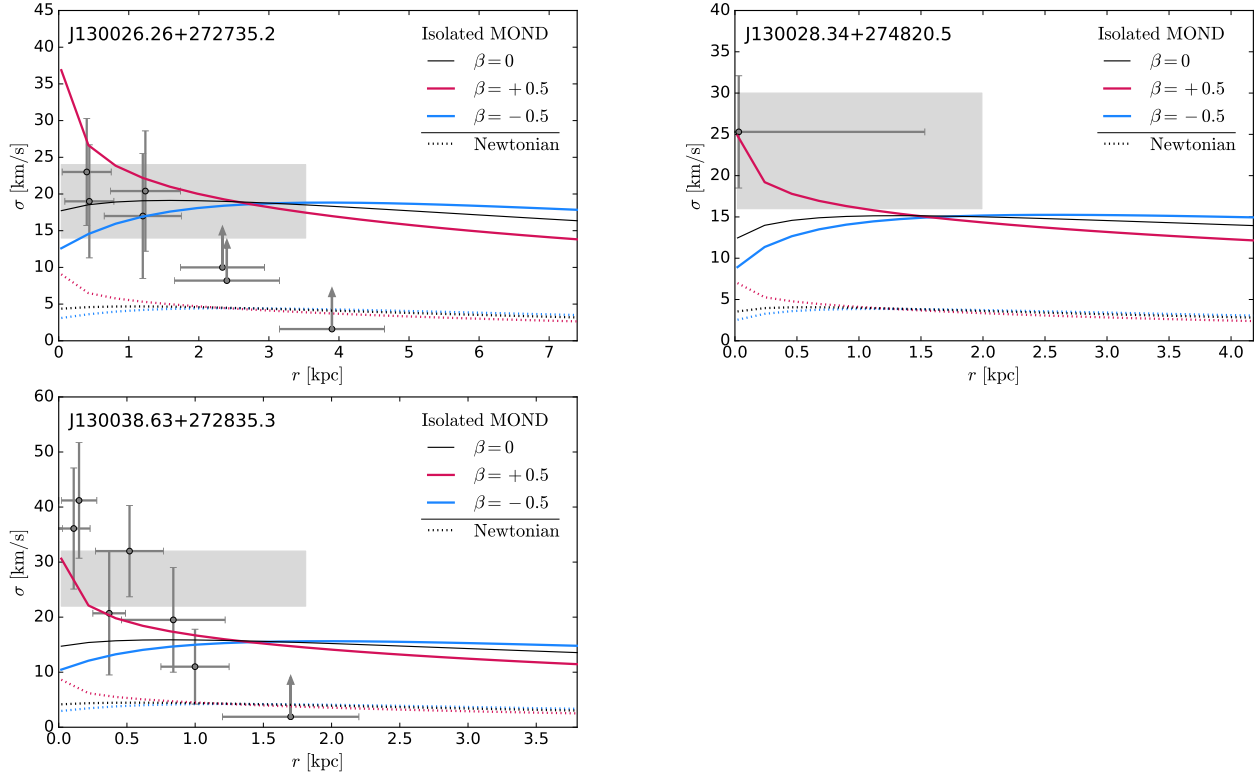 J130026.26+272735.2
Isolated MOND
β = 0
β = + 0.5
β = − 0.5
Newtonian
σ [km/s]
45
40
35
30
25
20
15
10
5
0
0 1 2 3 4 5 6 7
r [kpc]
J130028.34+274820.5
Isolated MOND
β = 0
β = + 0.5
β = − 0.5
Newtonian
σ [km/s]
40
35
30
25
20
15
10
5
0
0.0 0.5 1.0 1.5 2.0 2.5 3.0 3.5 4.0
r [kpc]
J130038.63+272835.3
Isolated MOND
β = 0
β = + 0.5
β = − 0.5
Newtonian
σ [km/s]
60
50
40
30
20
10
0
0.0 0.5 1.0 1.5 2.0 2.5 3.0 3.5
r [kpc]